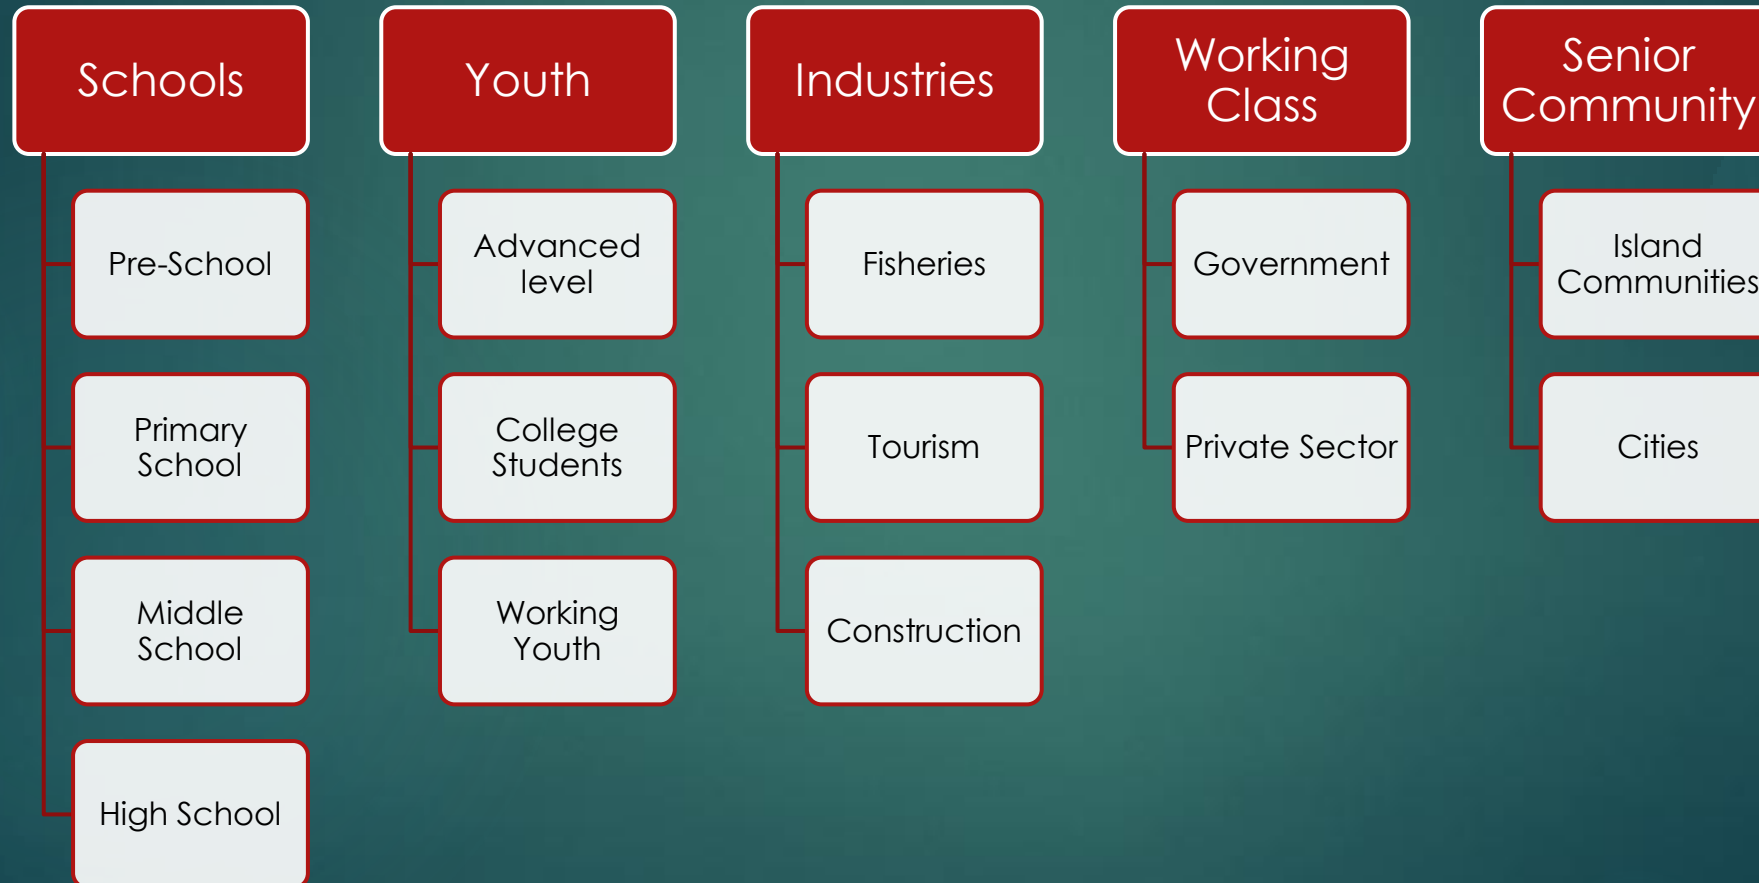 Schools
Pre-School
Primary
School
Middle
School
High School
Youth
Advanced
level
College
Students
Working
Youth
Industries
Fisheries
Tourism
Construction
Working
Class
Government
Private Sector
Senior
Community
Island
Communities
Cities